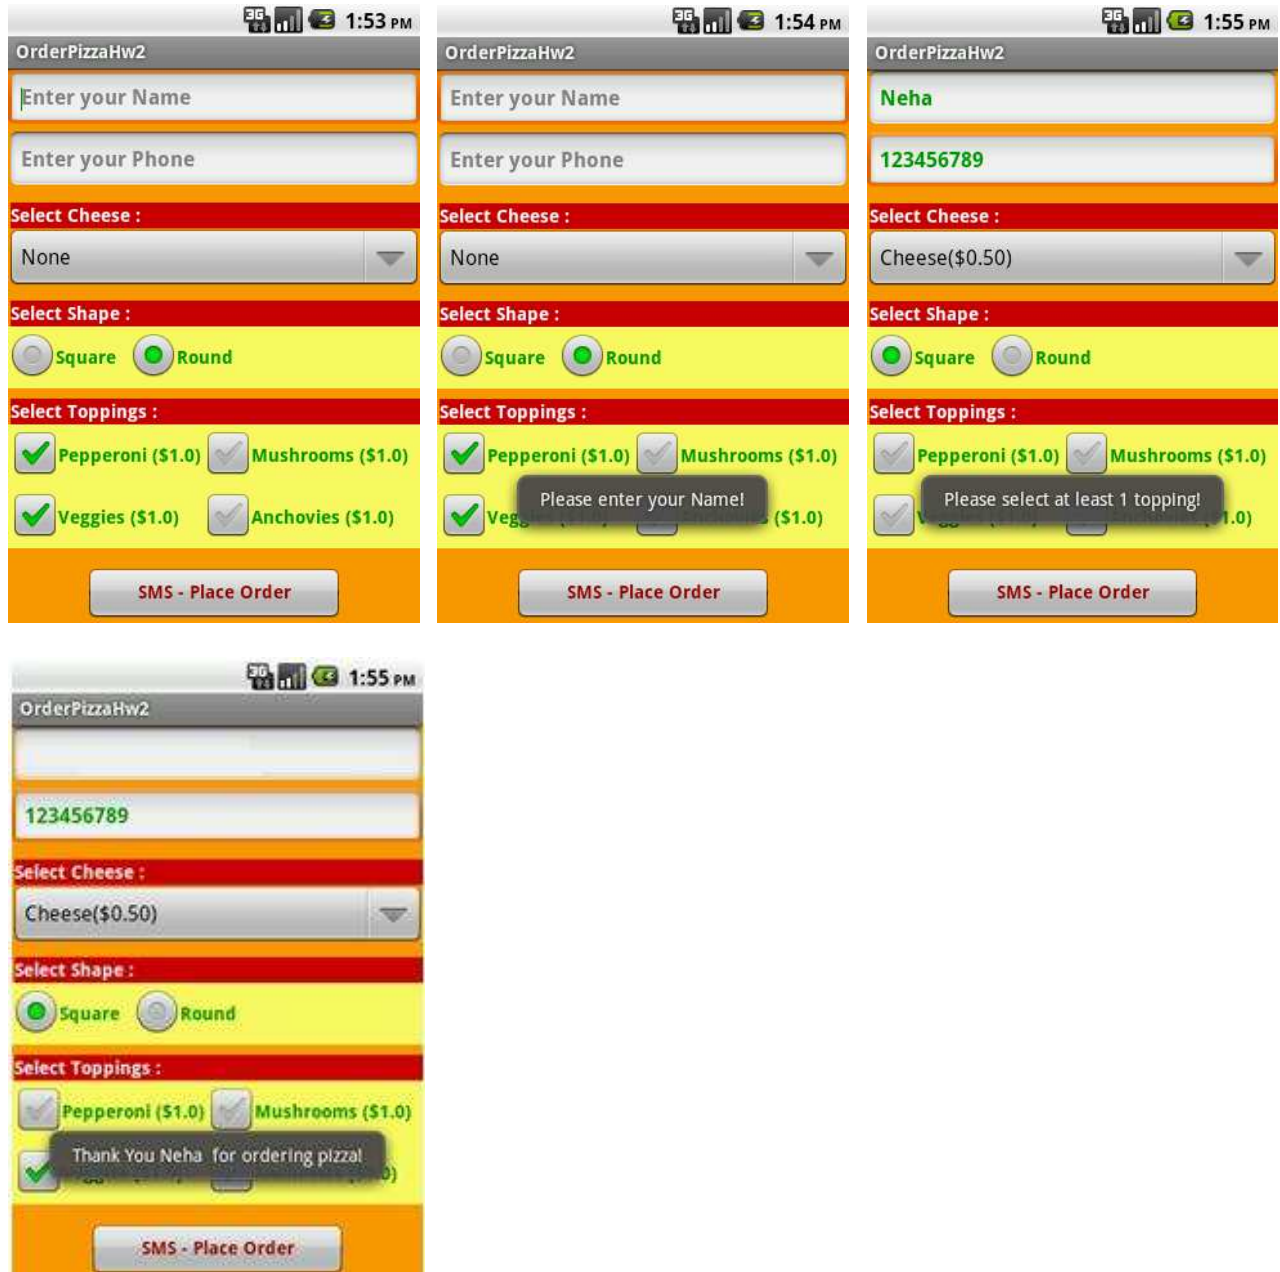 3G 1:53 PM
OrderPizzaHw2
Enter your Name
Enter your Phone
Select Cheese :
None
Select Shape :
Square Round
Select Toppings :
Pepperoni ($1.0) Mushrooms ($1.0)
Veggies ($1.0) Anchovies ($1.0)
SMS - Place Order
3G 1:54 PM
OrderPizzaHw2
Enter your Name
Enter your Phone
Select Cheese :
None
Select Shape :
Square Round
Select Toppings :
Pepperoni ($1.0) Mushrooms ($1.0)
Please enter your Name!
($1.0)
SMS - Place Order
3G 1:55 PM
OrderPizzaHw2
Neha
123456789
Select Cheese :
Cheese($0.50)
Select Shape :
Square Round
Select Toppings :
Pepperoni ($1.0) Mushrooms ($1.0)
Please select at least 1 topping!
SMS - Place Order
3G 1:55 PM
OrderPizzaHw2
123456789
Select Cheese :
Cheese($0.50)
Select Shape :
Square Round
Select Toppings :
Pepperoni ($1.0) Mushrooms ($1.0)
Thank You Neha for ordering pizza!
SMS - Place Order